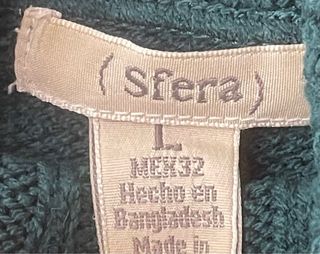 ( Sfera )
L
MEX32
Hecho en
Bangladesh
Made in